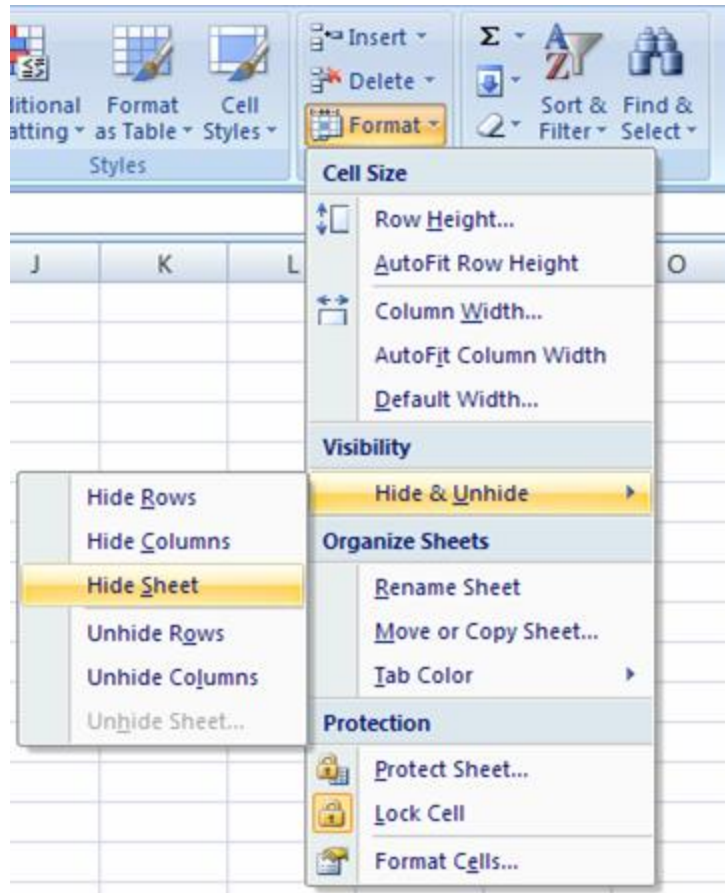 Insert
Delete
Format
Σ
A
Z
≤
itional
atting
Format
as Table
Cell
Styles
Sort &
Filter
Find &
Select
Styles
J K L O
Cell Size
Row Height...
AutoFit Row Height
Column Width...
AutoFit Column Width
Default Width...
Visibility
Hide & Unhide
Hide Rows
Hide Columns
Hide Sheet
Unhide Rows
Unhide Columns
Unhide Sheet...
Organize Sheets
Rename Sheet
Move or Copy Sheet...
Tab Color
Protection
Protect Sheet...
Lock Cell
Format Cells...